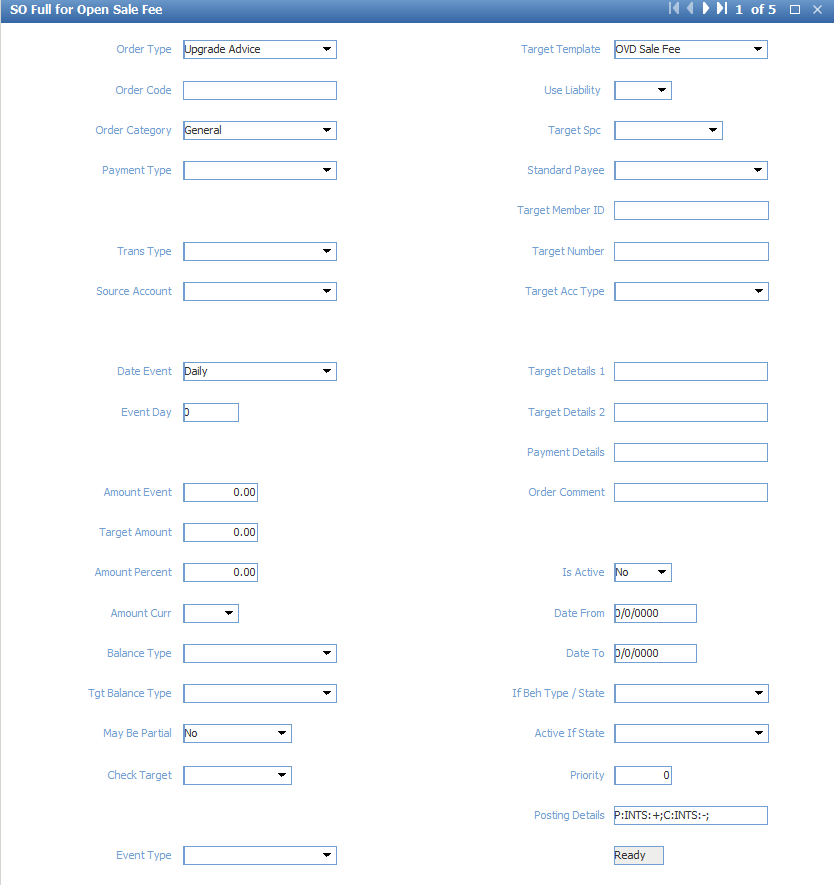 SO Full for Open Sale Fee 1 of 5
Order Type Upgrade Advice Target Template OVD Sale Fee
Order Code Use Liability
Order Category General Target Spc
Payment Type Standard Payee
Target Member ID
Trans Type Target Number
Source Account Target Acc Type
Date Event Daily Target Details 1
Event Day 0 Target Details 2
Payment Details
Amount Event 0.00 Order Comment
Target Amount 0.00
Amount Percent 0.00 Is Active No
Amount Curr Date From 0/0/0000
Balance Type Date To 0/0/0000
Tgt Balance Type If Beh Type / State
May Be Partial No Active If State
Check Target Priority 0
Posting Details P:INTS:+;C:INTS:-;
Event Type Ready